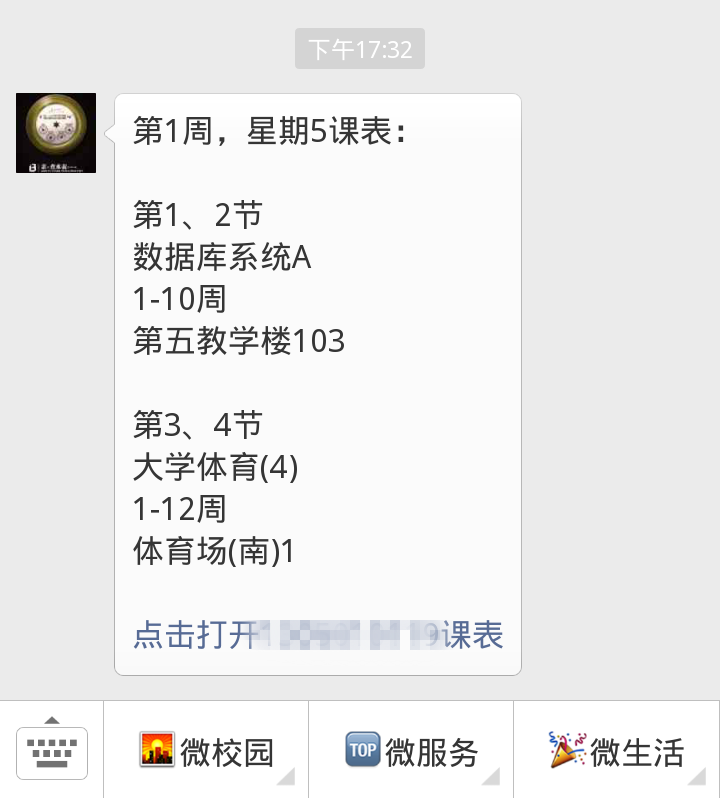 下午17:32
第1周，星期5课表：
第1、2节
数据库系统A
1-10周
第五教学楼103
第3、4节
大学体育(4)
1-12周
体育场(南)1
点击打开 9课表
微校园
TOP 微服务
微生活